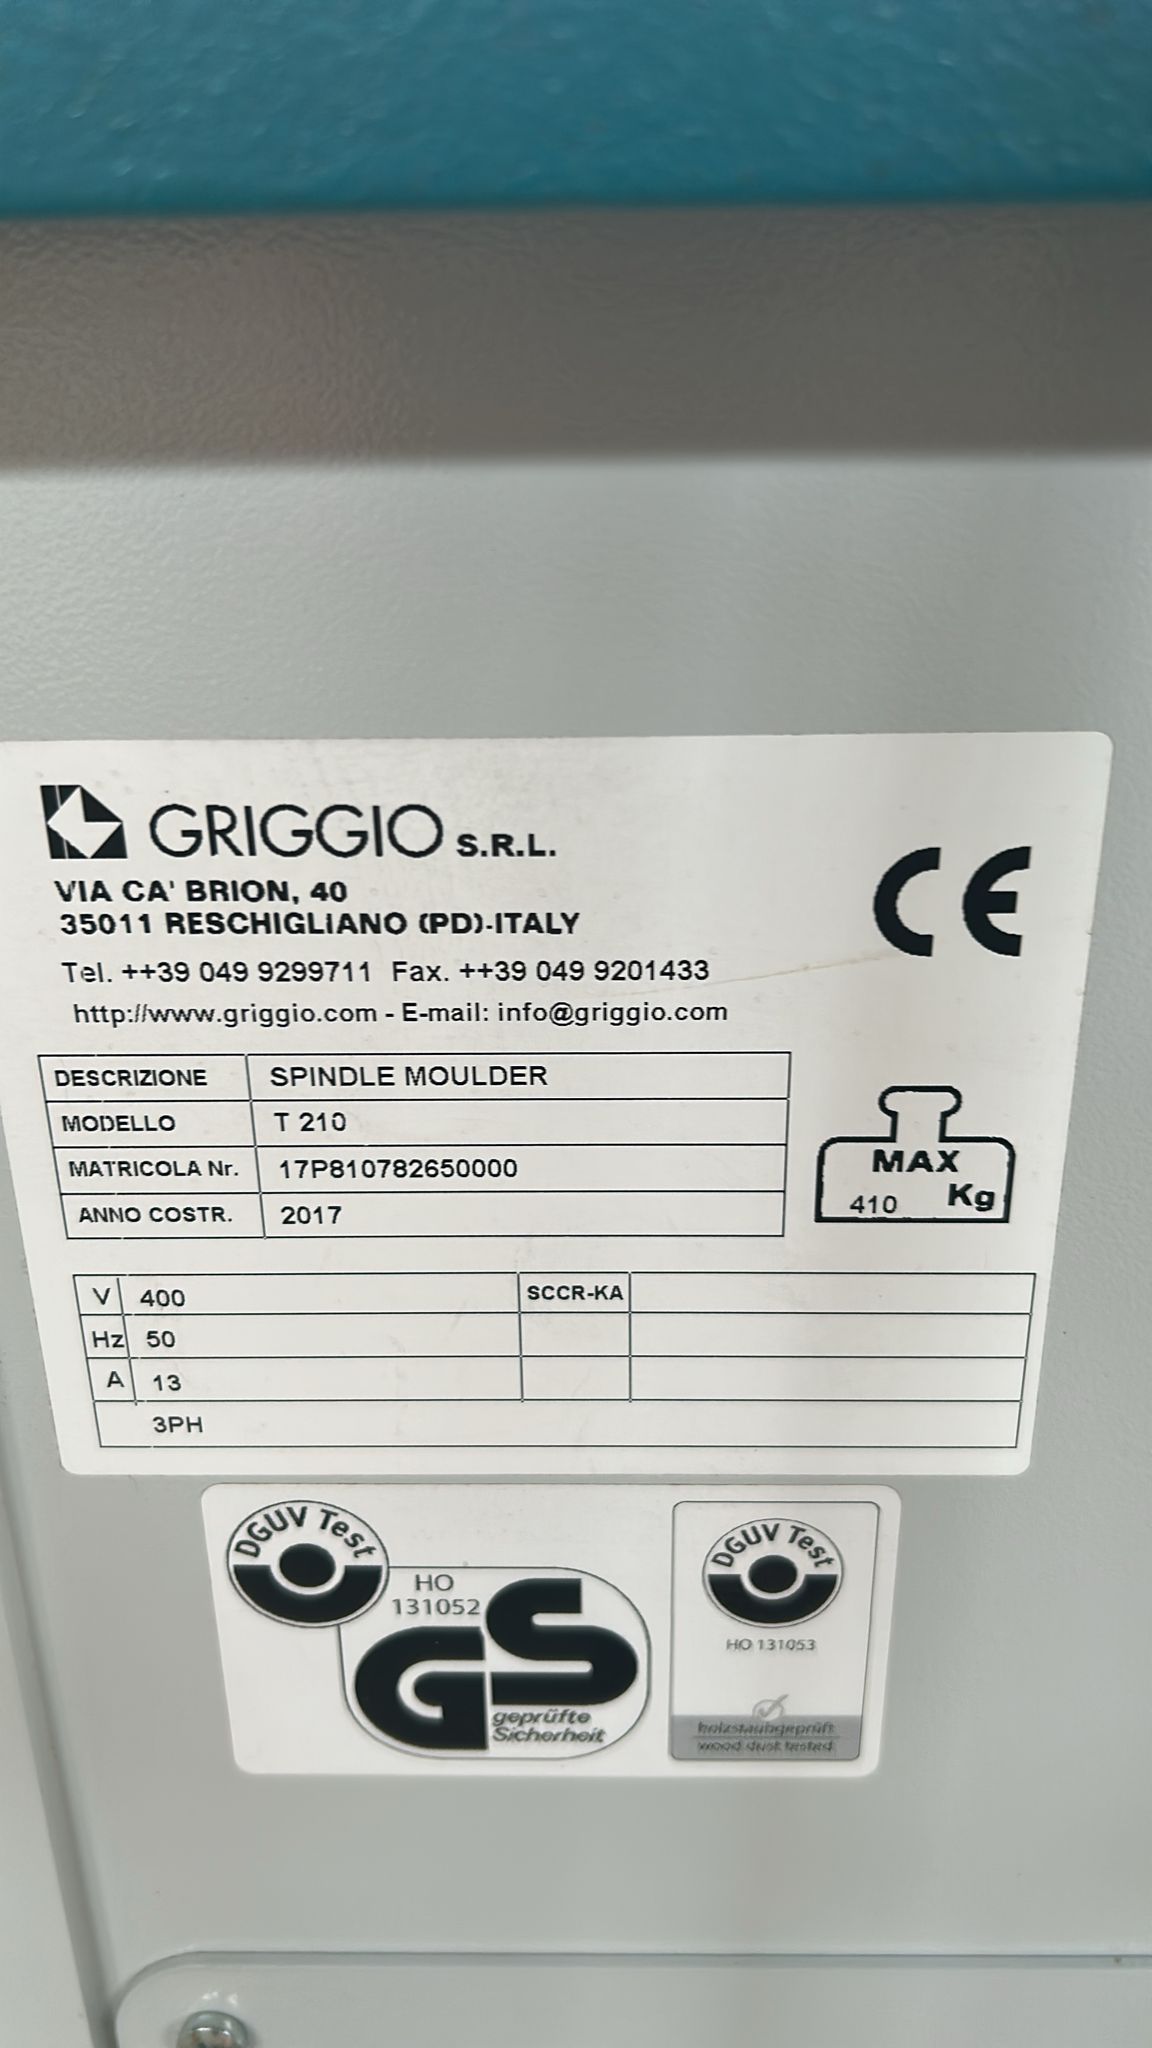 GRIGGIO S.R.L.
VIA CA' BRION, 40
35011 RESCHIGLIANO (PD)-ITALY
Tel. ++39 049 9299711 Fax. ++39 049 9201433
http://www.griggio.com - E-mail: info@griggio.com
CE
DESCRIZIONE SPINDLE MOULDER
MODELLO T 210
MATRICOLA Nr. 17P810782650000
ANNO COSTR. 2017
MAX
410 Kg
V 400 SCCR-KA
Hz 50
A 13
3PH
DGUV Test
HO
131052
GS
geprüfte
Sicherheit
DGUV Test
HO 131053
holzstaubgeprüft
wood dust tested